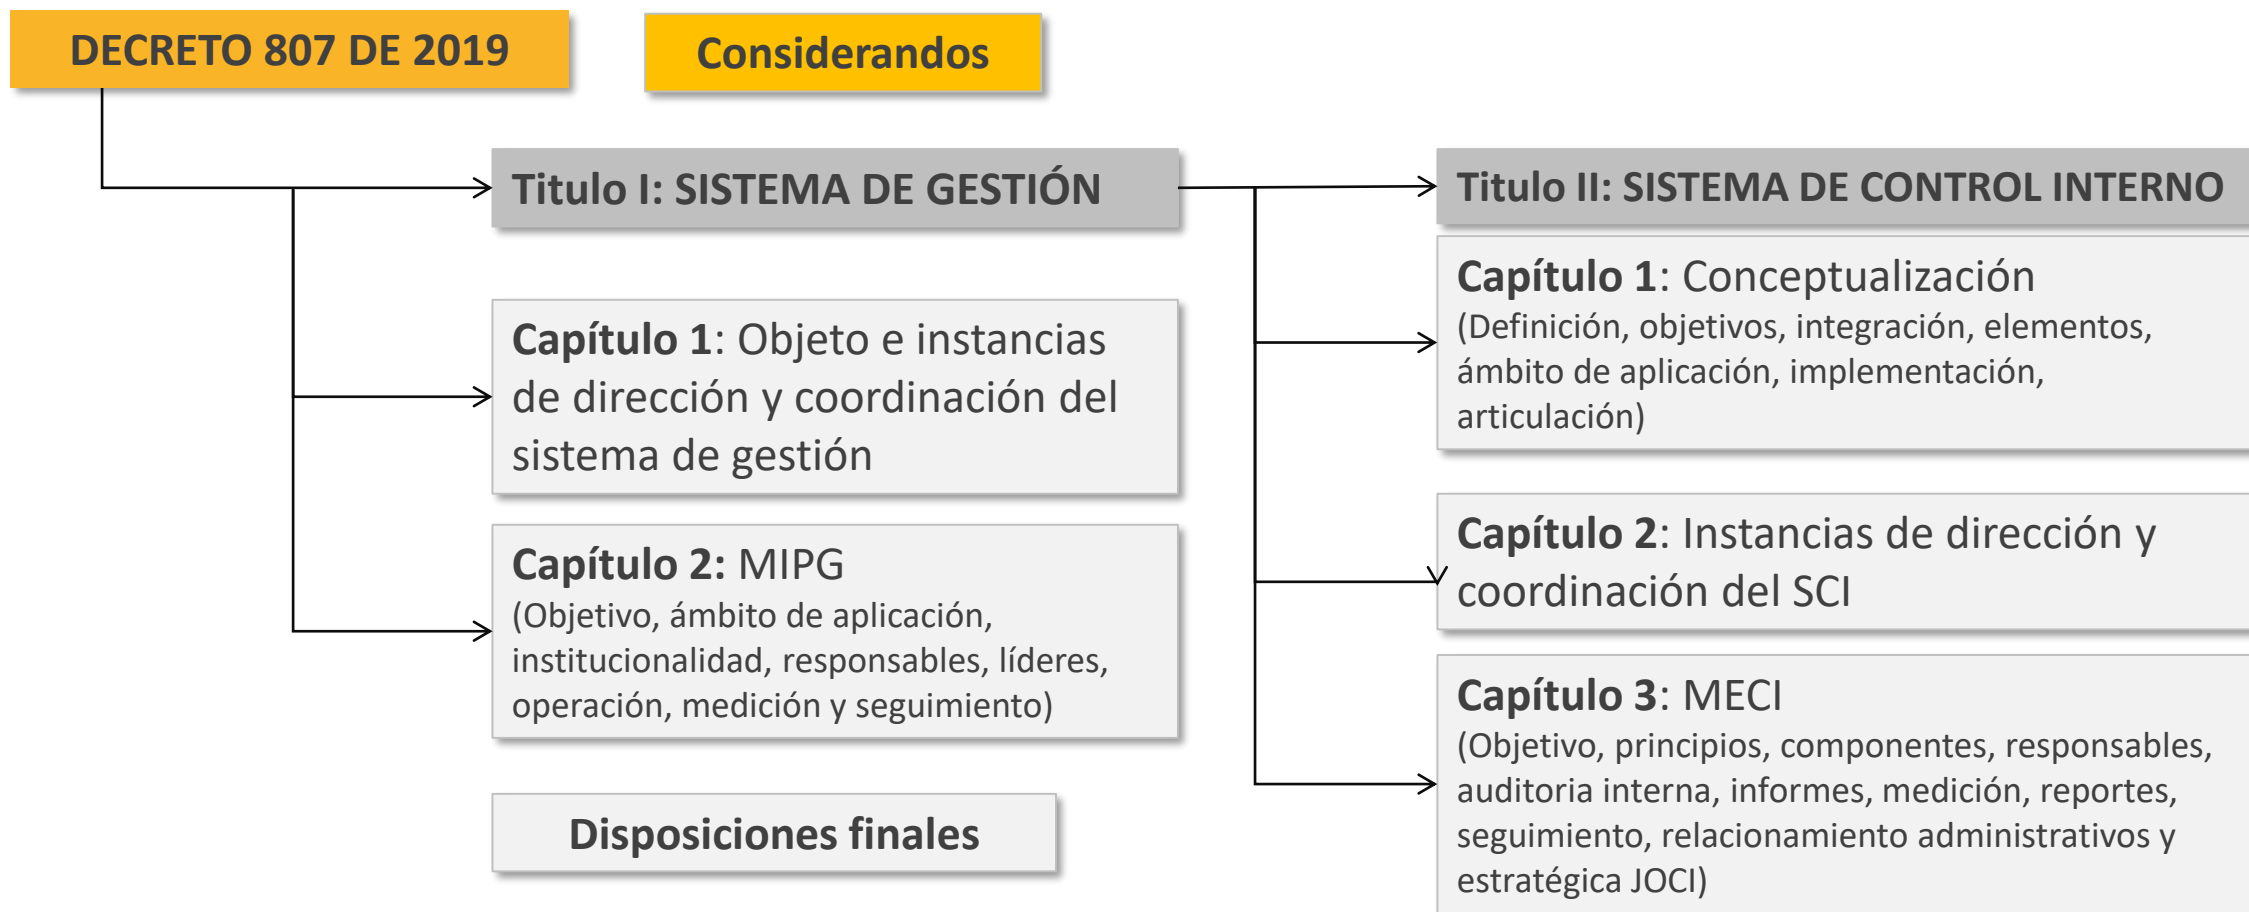 DECRETO 807 DE 2019
Considerandos
Titulo I: SISTEMA DE GESTIÓN
Capítulo 1: Objeto e instancias
de dirección y coordinación del
sistema de gestión
Capítulo 2: MIPG
(Objetivo, ámbito de aplicación,
institucionalidad, responsables, líderes,
operación, medición y seguimiento)
Disposiciones finales
Titulo II: SISTEMA DE CONTROL INTERNO
Capítulo 1: Conceptualización
(Definición, objetivos, integración, elementos,
ámbito de aplicación, implementación,
articulación)
Capítulo 2: Instancias de dirección y
coordinación del SCI
Capítulo 3: MECI
(Objetivo, principios, componentes, responsables,
auditoria interna, informes, medición, reportes,
seguimiento, relacionamiento administrativos y
estratégica JOCI)